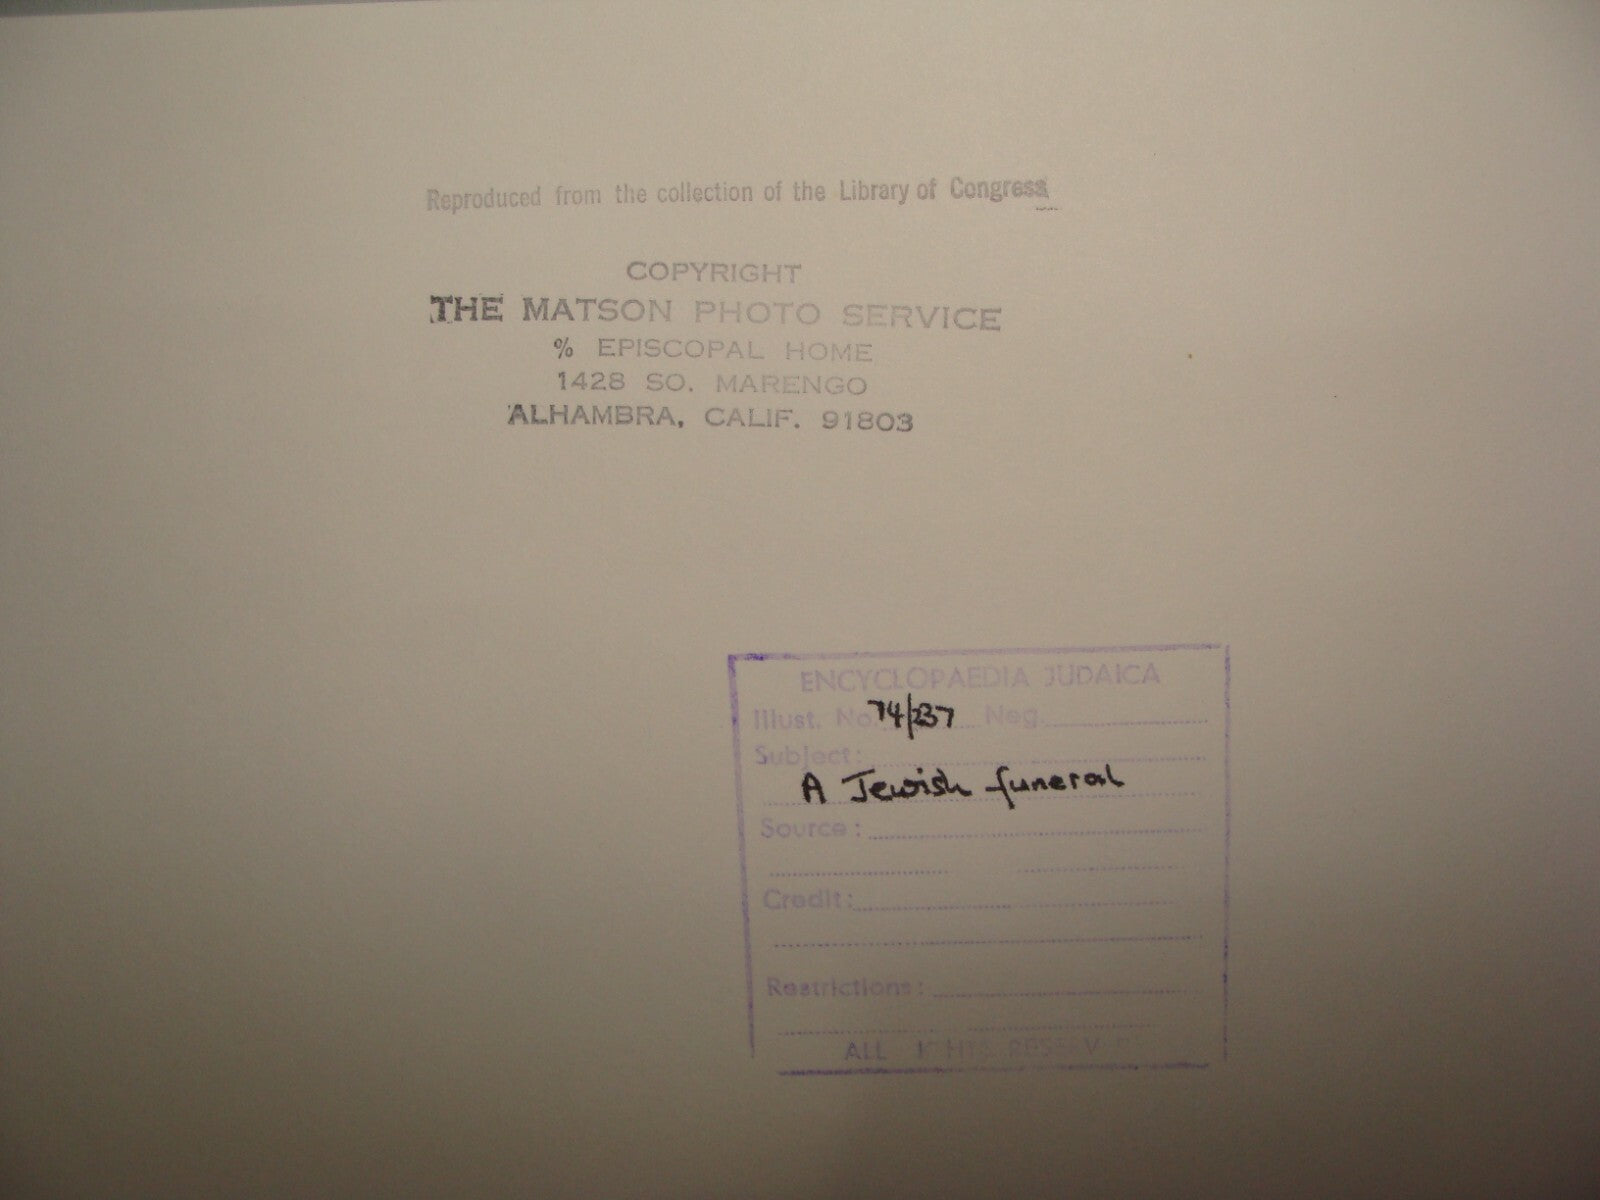 Reproduced from the collection of the Library of Congress
COPYRIGHT
THE MATSON PHOTO SERVICE
% EPISCOPAL HOME
1428 SO. MARENGO
ALHAMBRA, CALIF. 91803
ENCYCLOPAEDIA JUDAICA
Illust. No. 74/237 Neg.
Subject:
A Jewish funeral
Source:
Credit:
Restrictions:
ALL